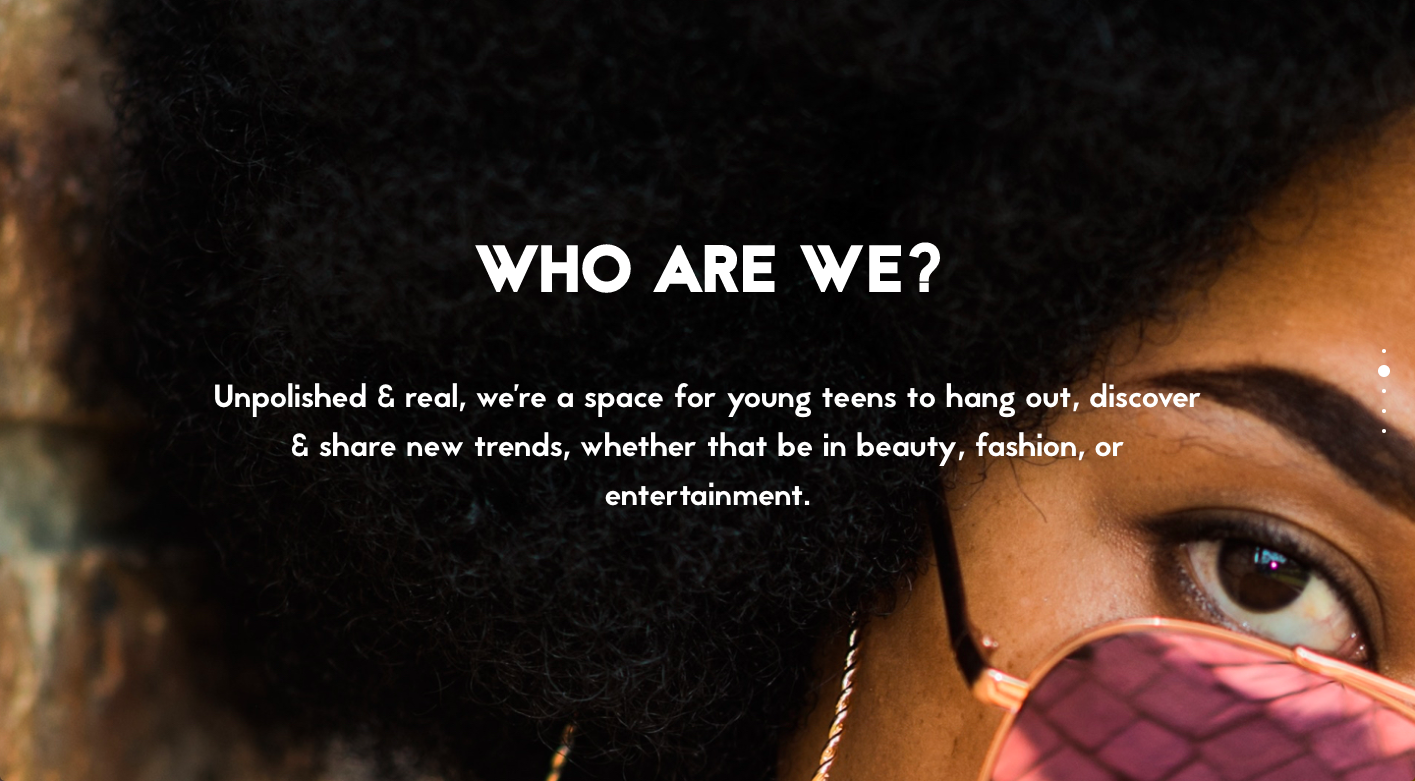 WHO ARE WE?
Unpolished & real, we're a space for young teens to hang out, discover
& share new trends, whether that be in beauty, fashion, or
entertainment.